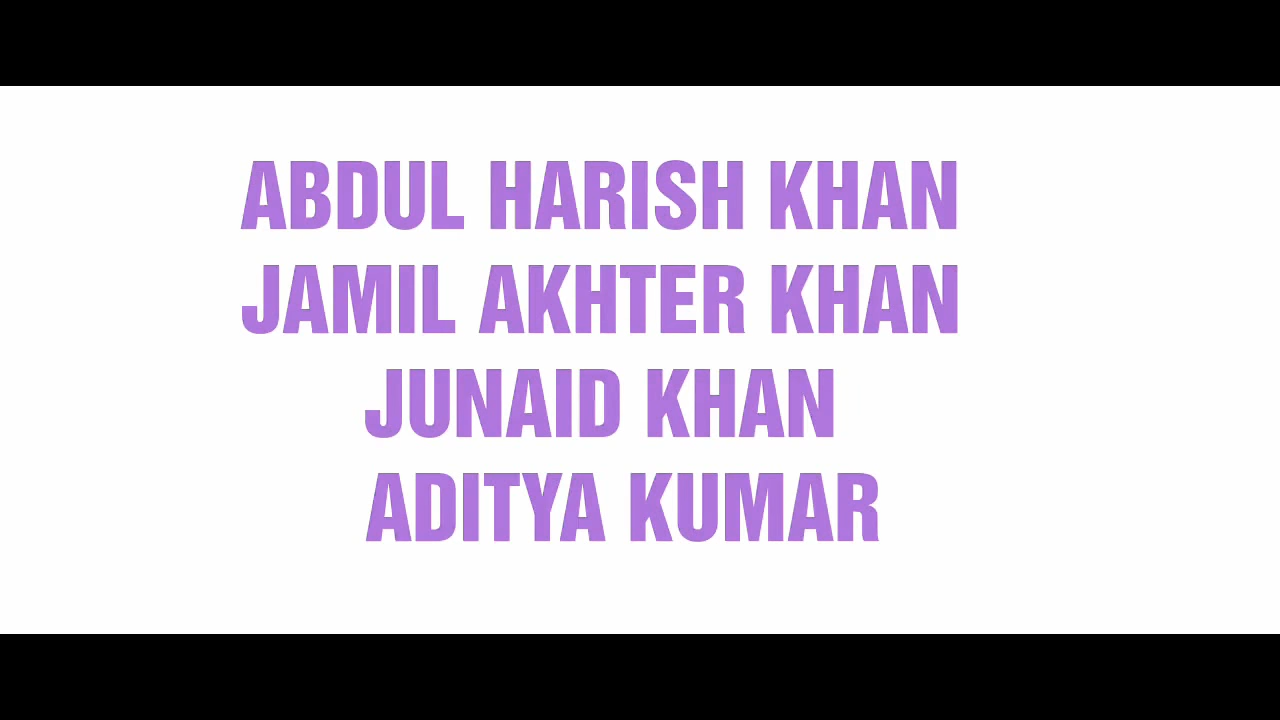 ABDUL HARISH KHAN
JAMIL AKHTER KHAN
JUNAID KHAN
ADITYA KUMAR